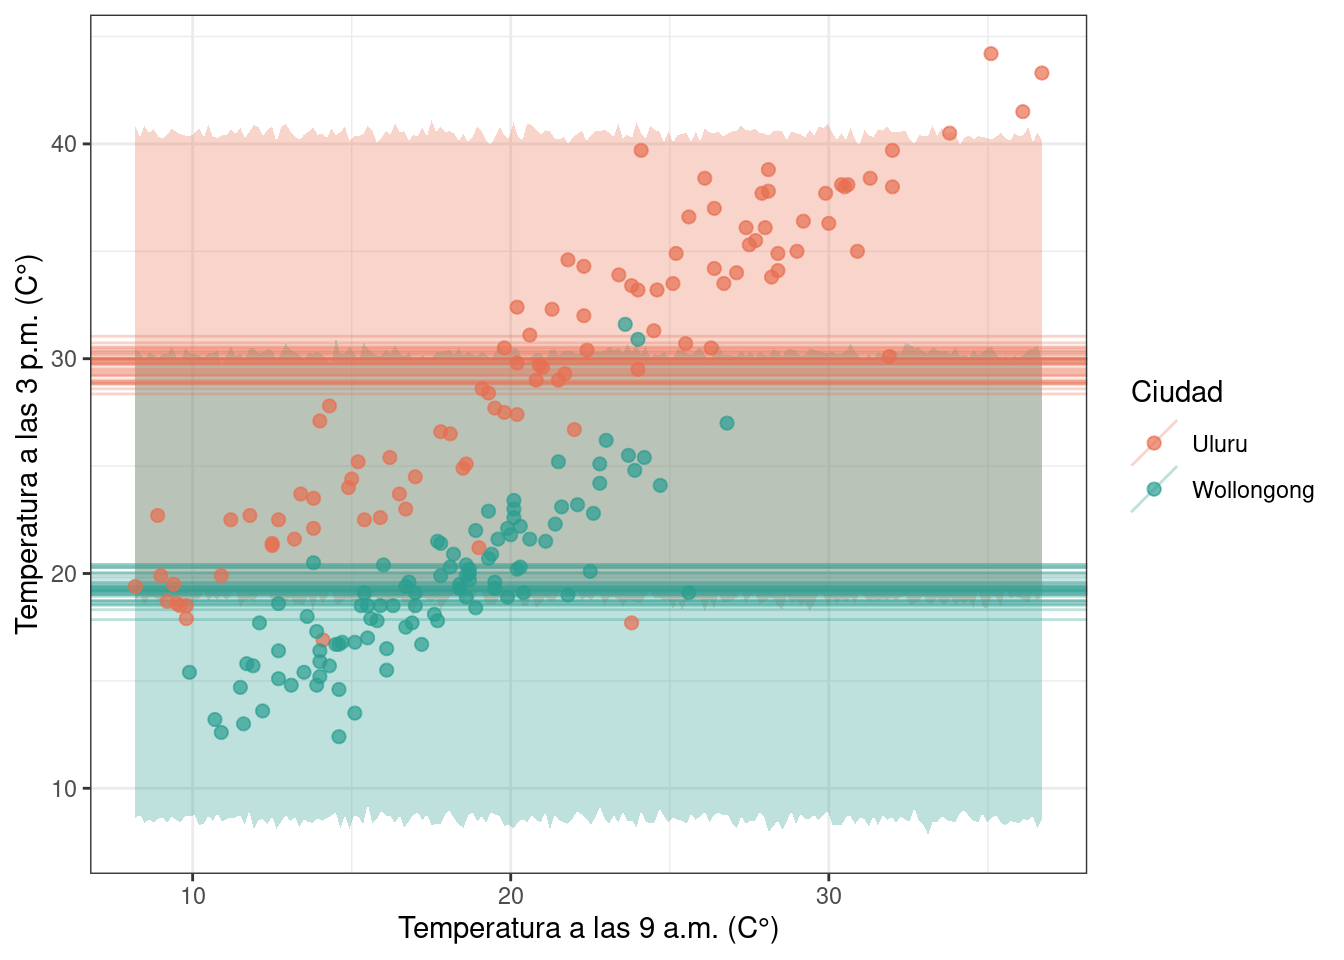 40
30
20
10
10
20
30
Temperatura a las 3 p.m. (C°)
Temperatura a las 9 a.m. (C°)
Ciudad
Uluru
Wollongong